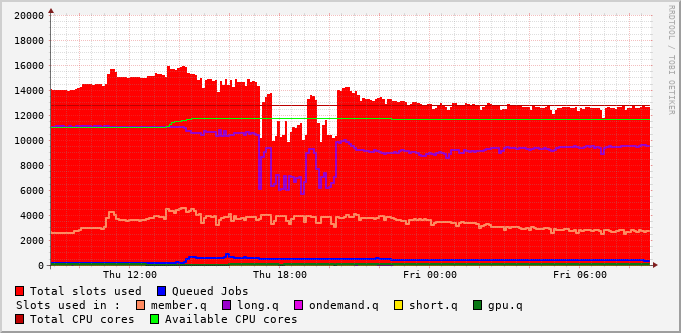 20000
18000
16000
14000
12000
10000
8000
6000
4000
2000
0
Thu 12:00 Thu 18:00 Fri 00:00 Fri 06:00
RRDTOOL / TOBI OETIKER
Total slots used Queued Jobs
Slots used in : member.q long.q ondemand.q short.q gpu.q
Total CPU cores Available CPU cores